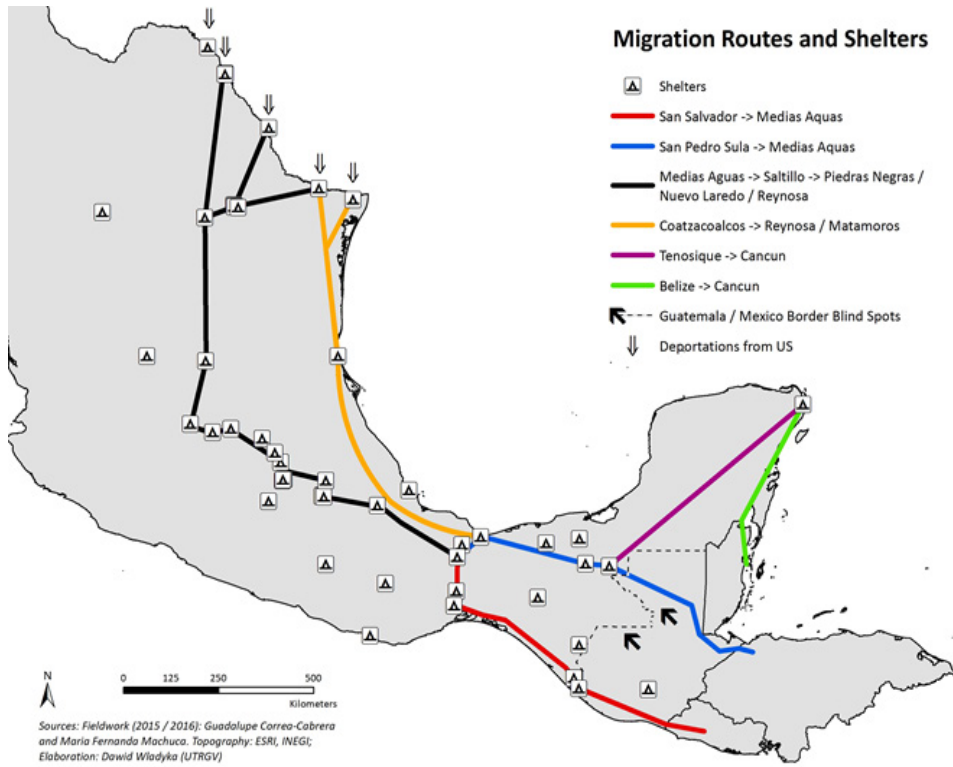 Migration Routes and Shelters
Shelters
San Salvador -> Medias Aquas
San Pedro Sula -> Medias Aquas
Medias Aguas -> Saltillo -> Piedras Negras /
Nuevo Laredo / Reynosa
Coatzacoalcos -> Reynosa / Matamoros
Tenosique -> Cancun
Belize -> Cancun
Guatemala / Mexico Border Blind Spots
Deportations from US
N
0 125 250 500
Kilometers
Sources: Fieldwork (2015 / 2016): Guadalupe Correa-Cabrera
and Maria Fernanda Machuca. Topography: ESRI, INEGI;
Elaboration: Dawid Wladyka (UTRGV)